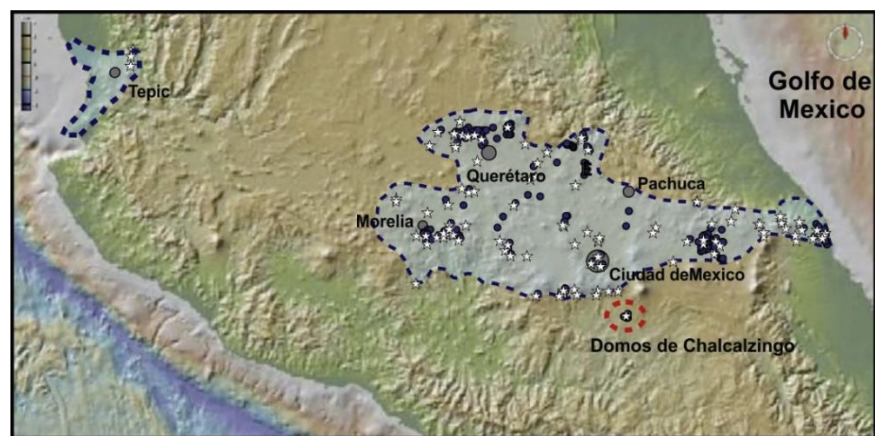 Golfo de
Mexico
Tepic
Querétaro
Pachuca
Morelia
Ciudad deMexico
Domos de Chalcalzingo